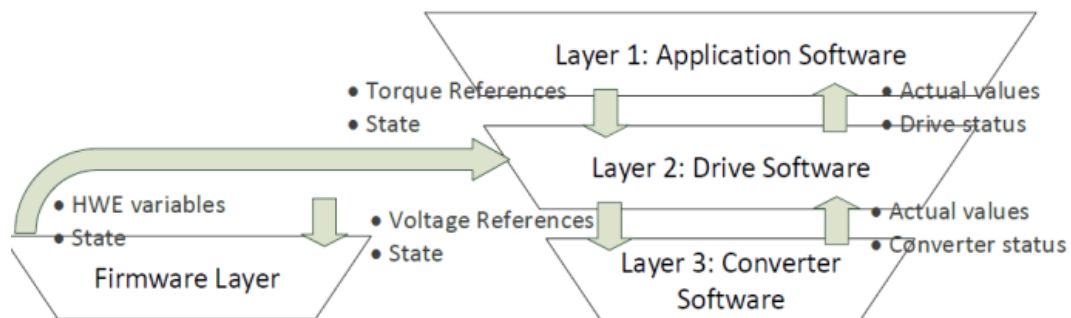 Layer 1: Application Software
● Torque References
● State
● Actual values
● Drive status
Layer 2: Drive Software
● HWE variables
● State
● Voltage References
● State
● Actual values
● Converter status
Firmware Layer
Layer 3: Converter
Software